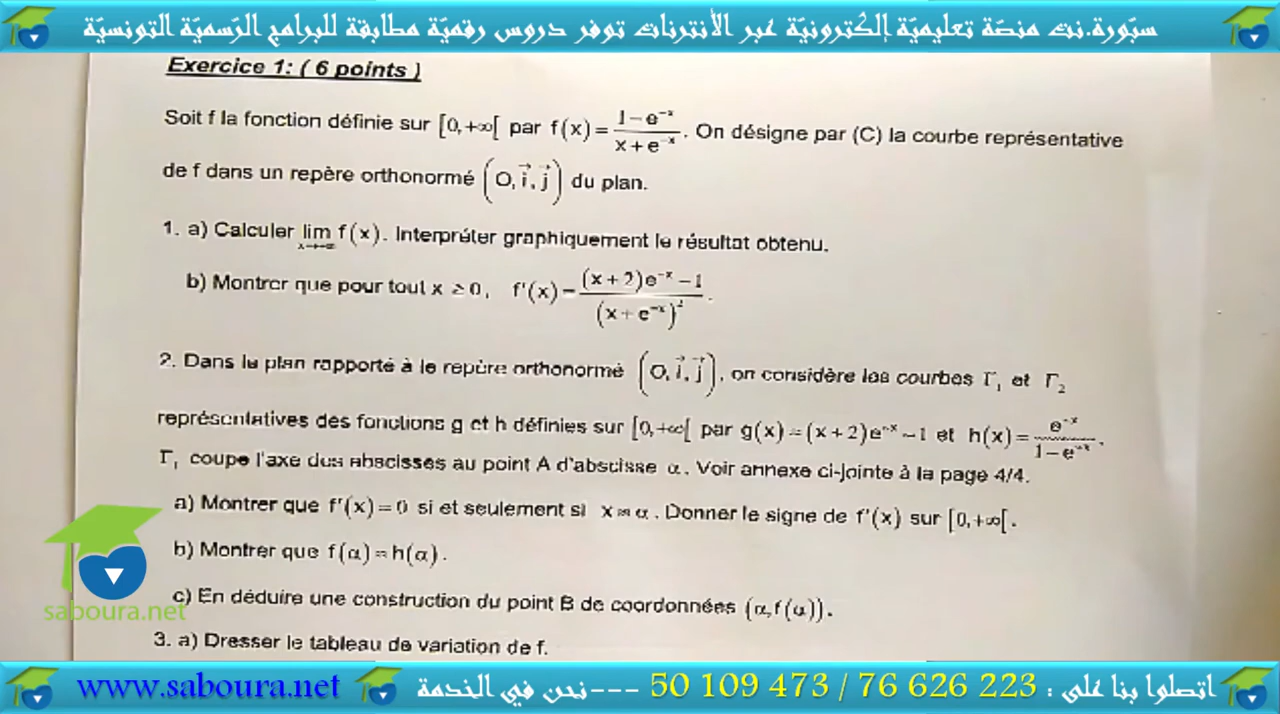 سبّورة.نت منصّة تعليميّة إلكترونيّة عبر الأنترنات توفر دروس رقميّة مطابقة للبرامج الرّسميّة التونسيّة
Exercice 1: ( 6 points )
Soit f la fonction définie sur [0,+∞[ par f(x) = (1−e^{-x})/(x+e^{-x}). On désigne par (C) la courbe représentative
de f dans un repère orthonormé (O, i⃗, j⃗) du plan.
1. a) Calculer lim_{x→+∞} f(x). Interpréter graphiquement le résultat obtenu.
b) Montrer que pour tout x ≥ 0, f'(x) = ((x+2)e^{-x} −1)/(x+e^{-x})².
2. Dans le plan rapporté à le repère orthonormé (O, i⃗, j⃗), on considère les courbes Γ₁ et Γ₂
représentatives des fonctions g et h définies sur [0,+∞[ par g(x) = (x+2)e^{-x} −1 et h(x) = e^{-x}/(1−e^{-x}).
Γ₁ coupe l'axe des abscisses au point A d'abscisse α. Voir annexe ci-jointe à la page 4/4.
a) Montrer que f'(x) = 0 si et seulement si x = α. Donner le signe de f'(x) sur [0,+∞[.
b) Montrer que f(α) = h(α).
c) En déduire une construction du point B de coordonnées (α, f(α)).
3. a) Dresser le tableau de variation de f.
saboura.net
www.saboura.net اتصلوا بنا على : 50 109 473 / 76 626 223 ---نحن في الخدمة